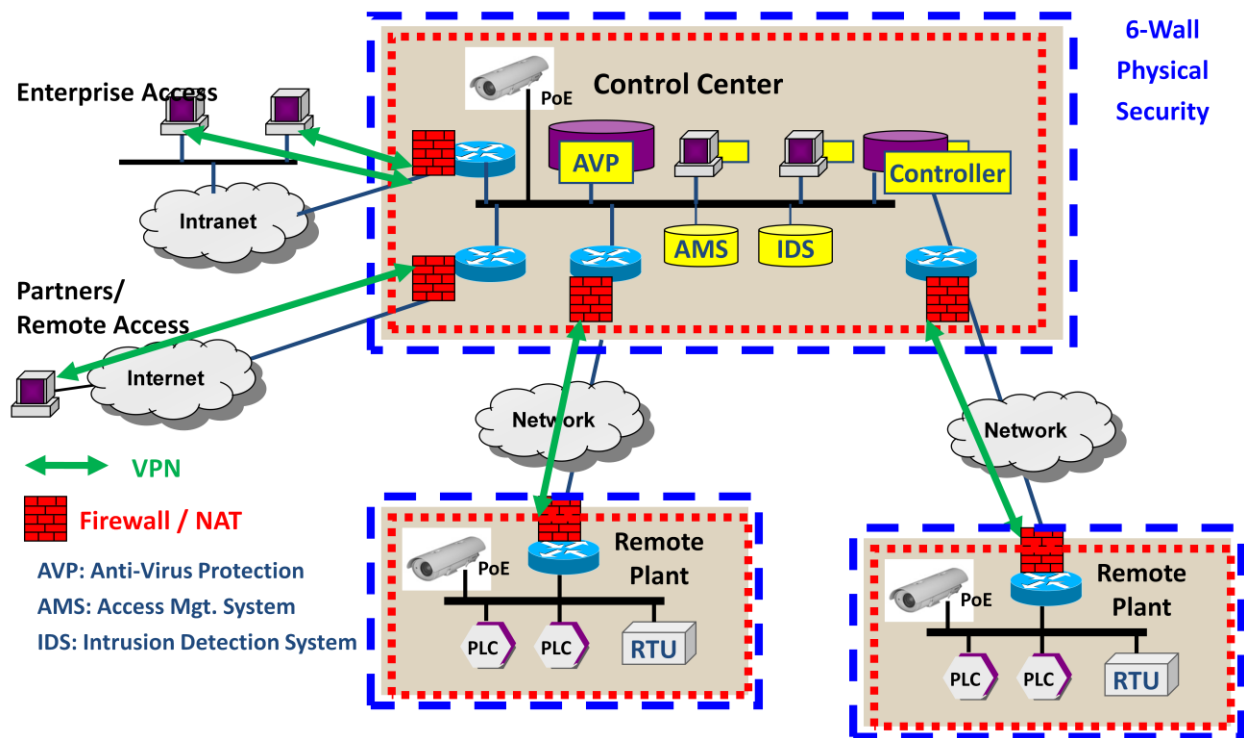 6-Wall
Physical
Security
Enterprise Access
PoE
Control Center
AVP
Controller
Intranet
AMS
IDS
Partners/
Remote Access
Internet
Network
Network
VPN
Firewall / NAT
AVP: Anti-Virus Protection
AMS: Access Mgt. System
IDS: Intrusion Detection System
PoE
Remote
Plant
PLC
PLC
RTU
PoE
Remote
Plant
PLC
PLC
RTU